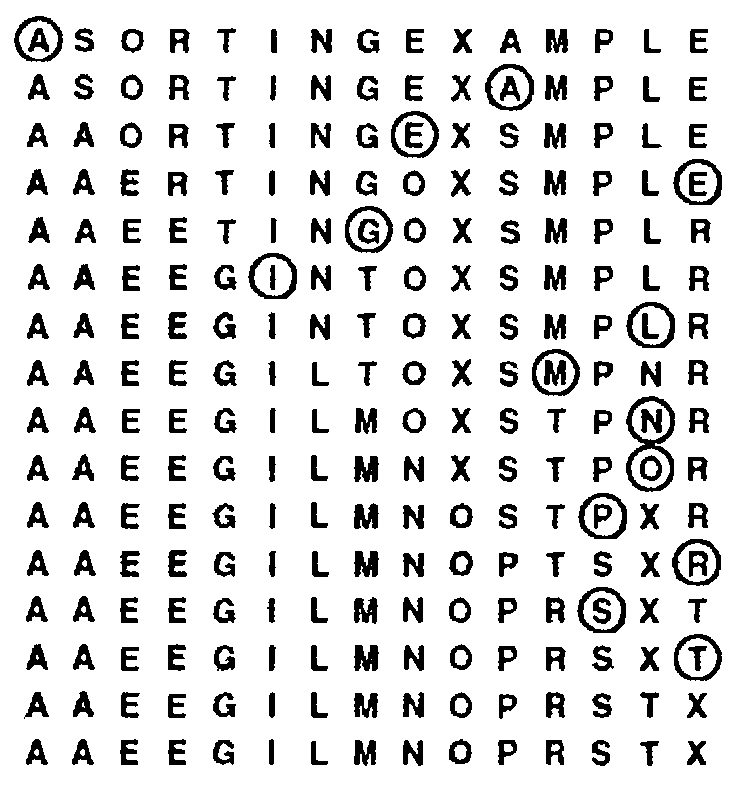 A S O R T I N G E X A M P L E
A S O R T I N G E X A M P L E
A A O R T I N G E X S M P L E
A A E R T I N G O X S M P L E
A A E E T I N G O X S M P L R
A A E E G I N T O X S M P L R
A A E E G I N T O X S M P L R
A A E E G I L T O X S M P N R
A A E E G I L M O X S T P N R
A A E E G I L M N X S T P O R
A A E E G I L M N O S T P X R
A A E E G I L M N O P T S X R
A A E E G I L M N O P R S X T
A A E E G I L M N O P R S X T
A A E E G I L M N O P R S T X
A A E E G I L M N O P R S T X